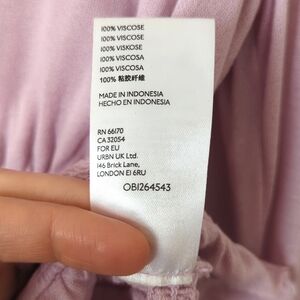 100% VISCOSE
100% VISCOSE
100% VISKOSE
100% VISCOSA
100% VISCOSA
100% 粘胶纤维
MADE IN INDONESIA
HECHO EN INDONESIA
RN 66170
CA 32054
FOR EU
URBN UK Ltd.
146 Brick Lane,
LONDON E1 6RU
OB1264543